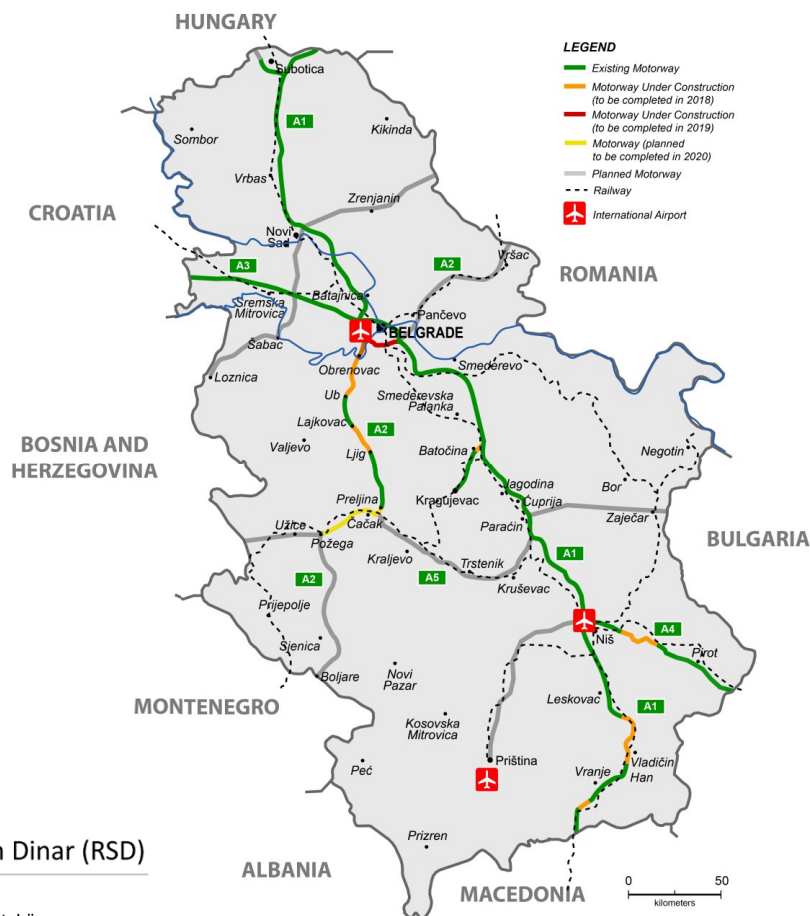 HUNGARY
LEGEND
Existing Motorway
Motorway Under Construction
(to be completed in 2018)
Motorway Under Construction
(to be completed in 2019)
Motorway (planned
to be completed in 2020)
Planned Motorway
Railway
International Airport
Subotica
A1
Sombor
Kikinda
Vrbas
Zrenjanin
CROATIA
Novi
Sad
Vršac
A3
A2
ROMANIA
Sremska
Mitrovica
Batajnica
Pančevo
BELGRADE
Šabac
Obrenovac
Smederevo
Loznica
Ub
Smederevska
Palanka
Lajkovac
A2
BOSNIA AND
HERZEGOVINA
Valjevo
Ljig
Batočina
Negotin
Jagodina
Bor
Preljina
Kragujevac
Ćuprija
Čačak
Paraćin
Zaječar
Užice
Požega
BULGARIA
Kraljevo
Trstenik
A1
A2
A5
Kruševac
Prijepolje
Niš
A4
Sjenica
Pirot
Boljare
Novi
Pazar
Leskovac
A1
MONTENEGRO
Kosovska
Mitrovica
Peć
Priština
Vladičin
Han
Vranje
Prizren
n Dinar (RSD)
ALBANIA
MACEDONIA
0 50
kilometers